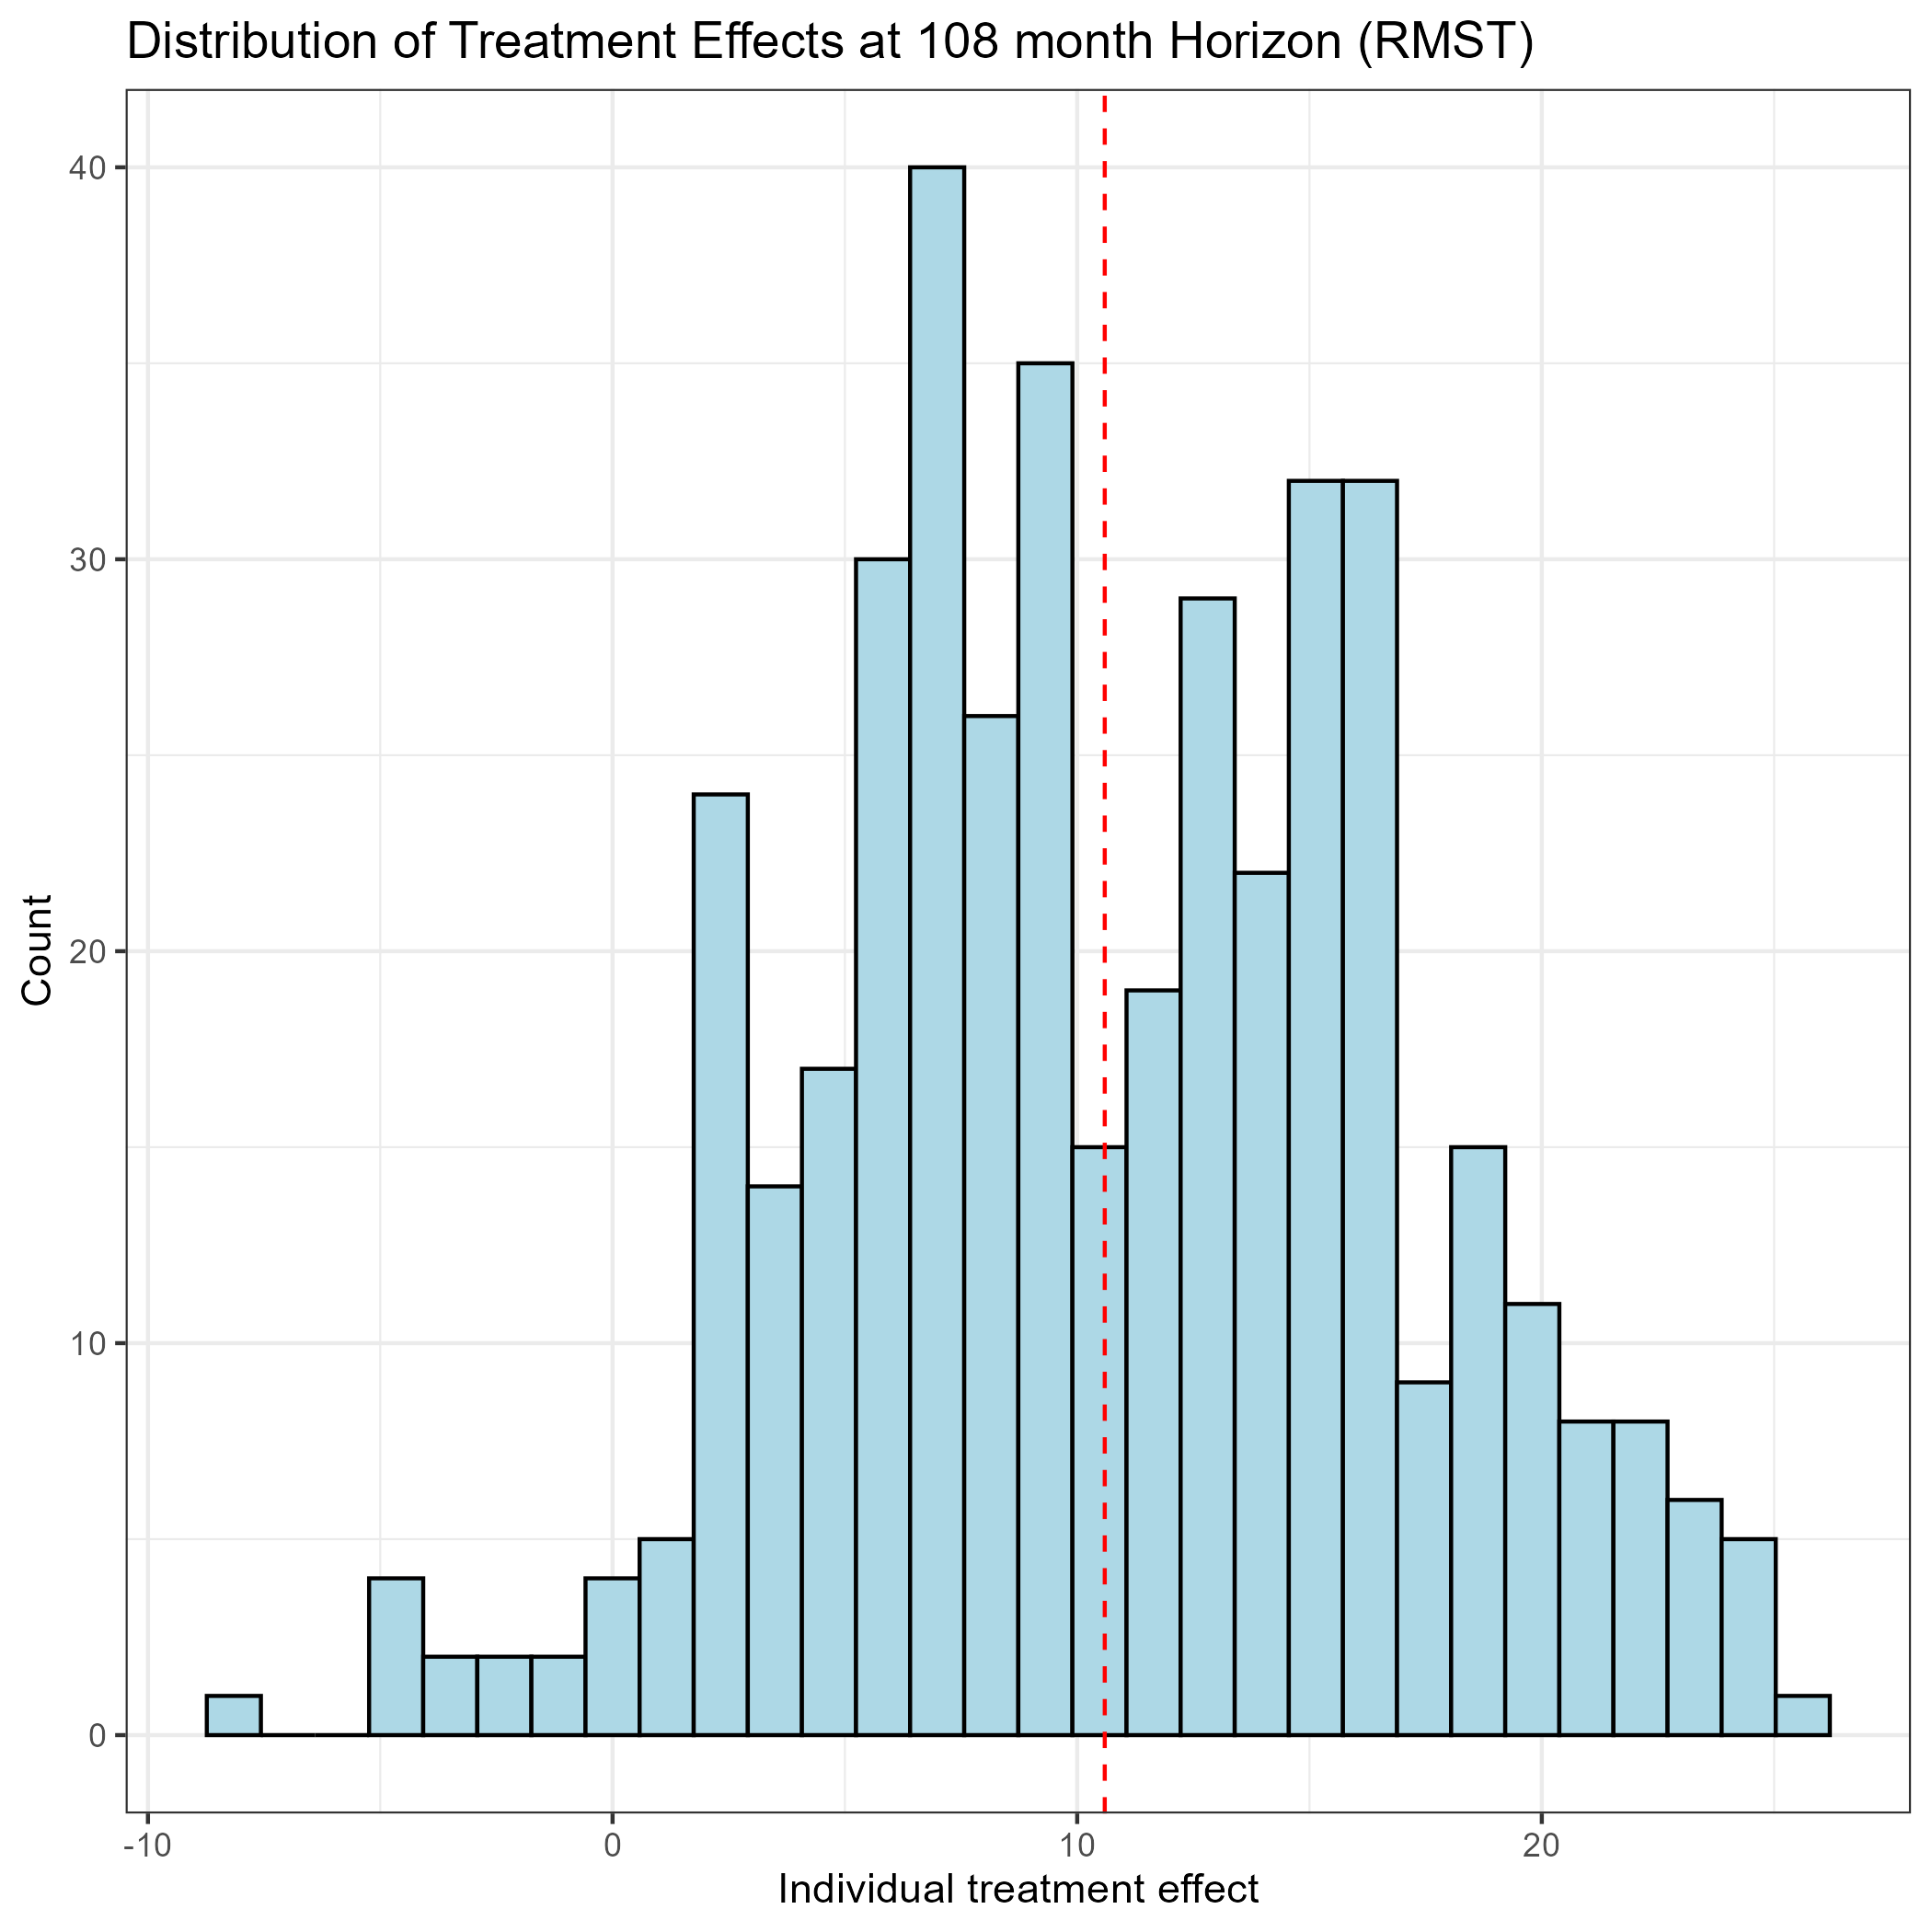 Distribution of Treatment Effects at 108 month Horizon (RMST)
40
30
20
10
0
Count
-10 0 10 20
Individual treatment effect